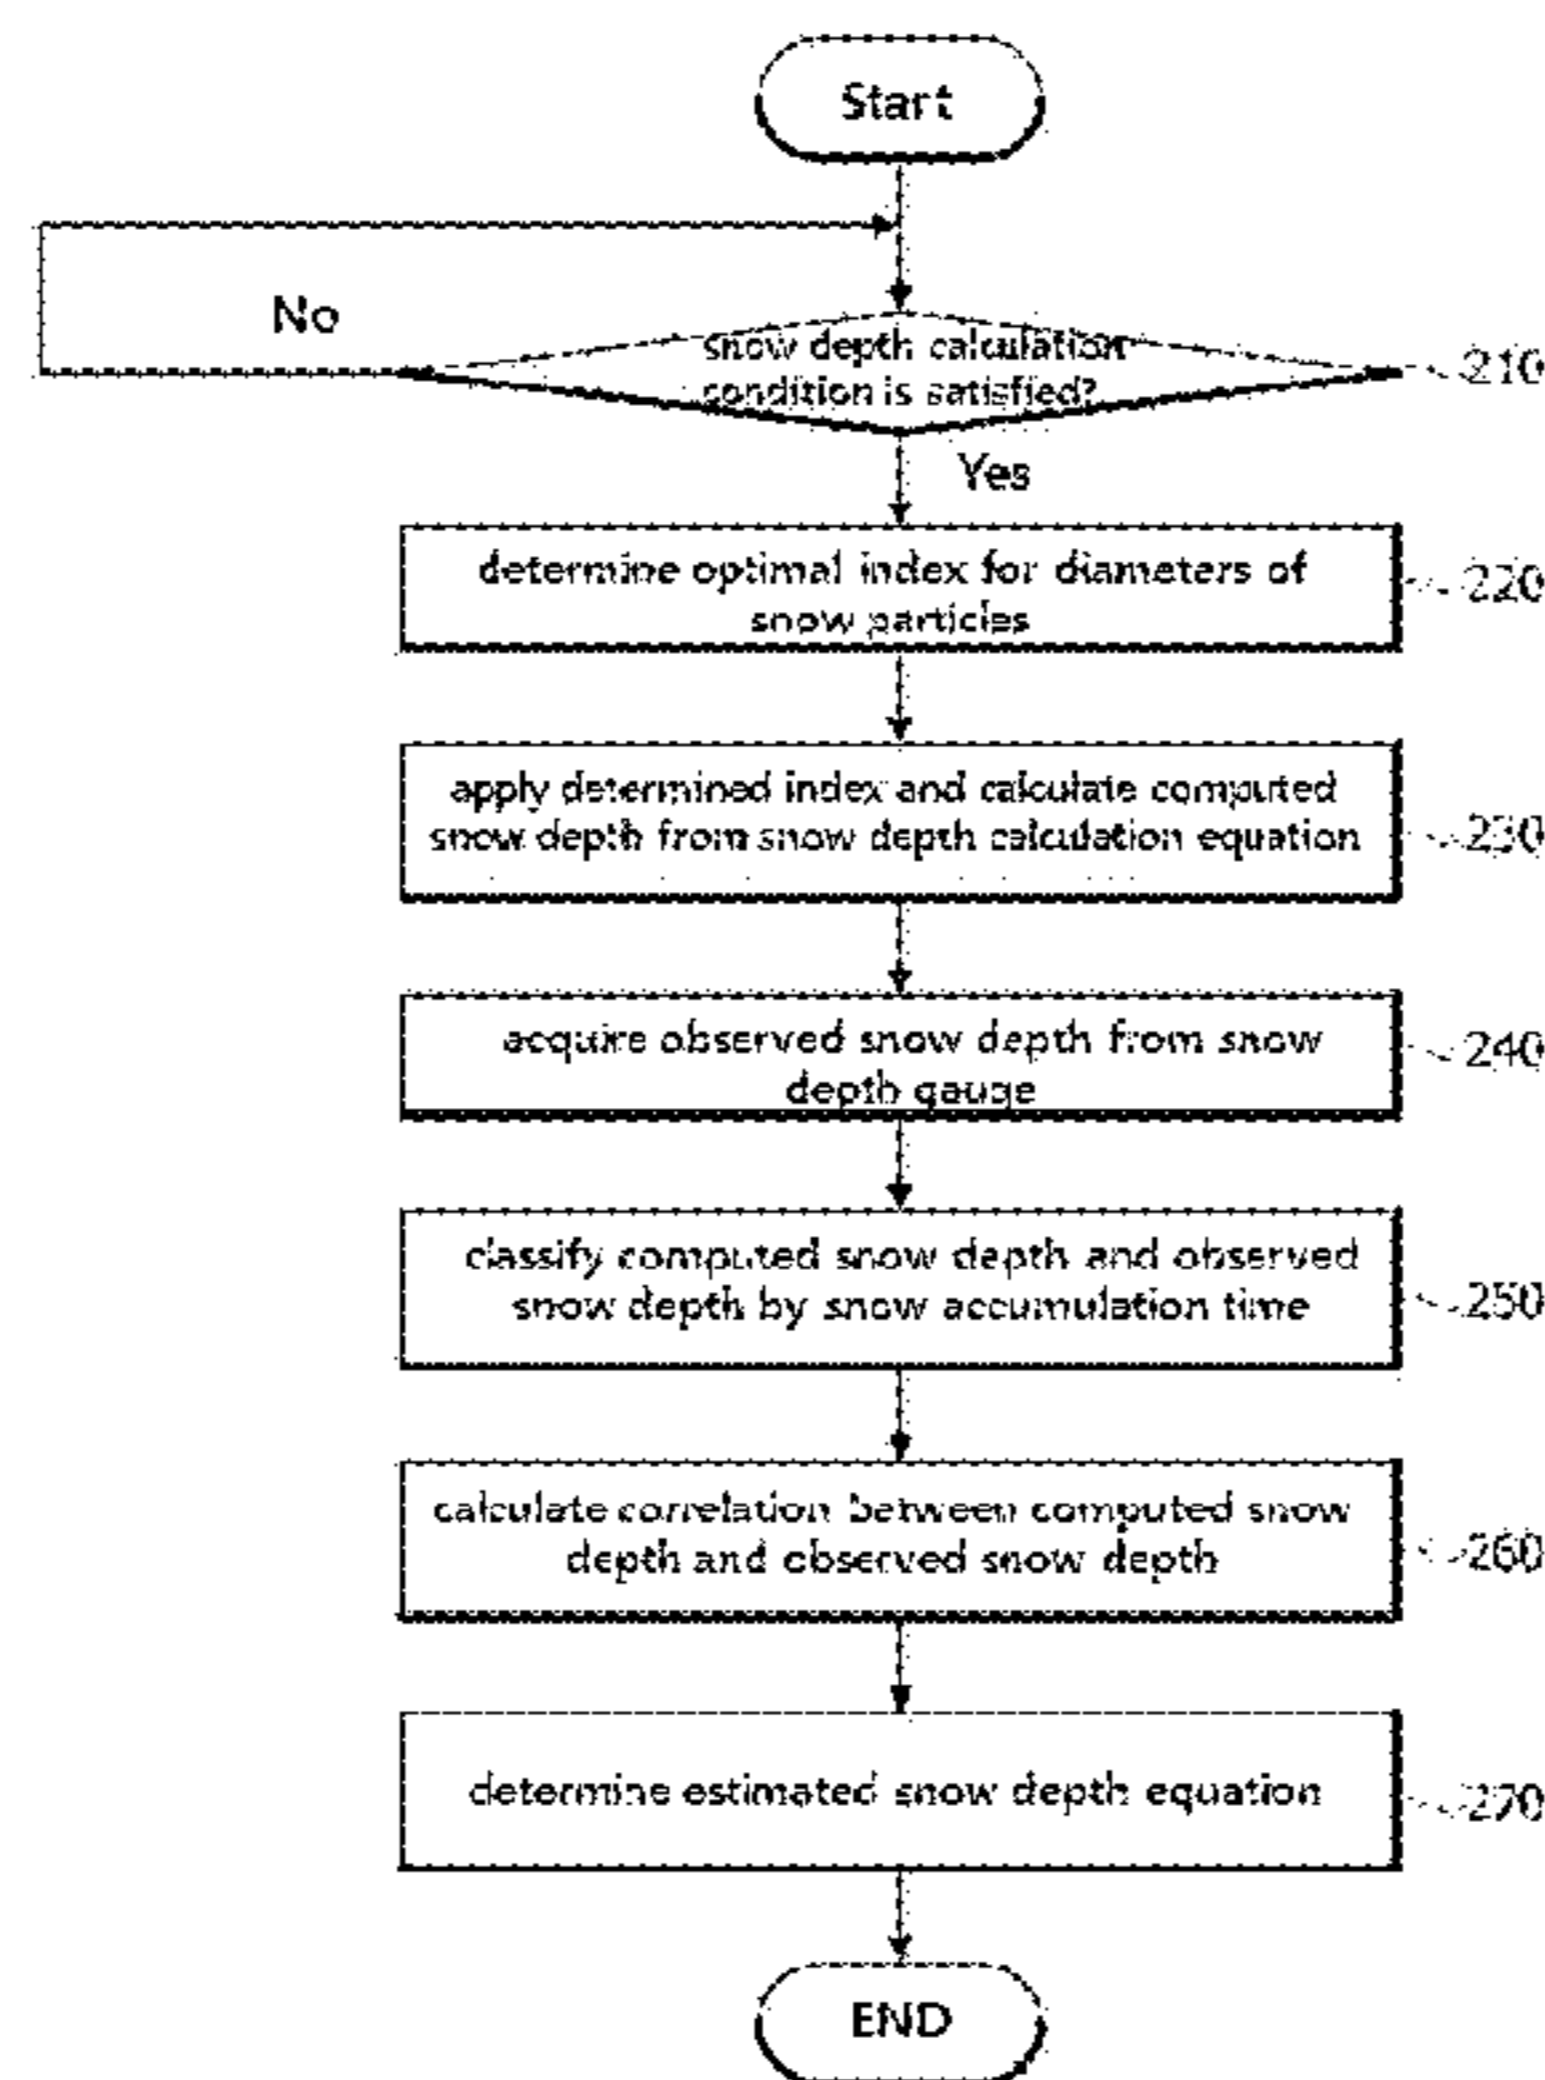 Start
No
snow depth calculation
condition is satisfied?
210
Yes
determine optimal index for diameters of
snow particles
220
apply determined index and calculate computed
snow depth from snow depth calculation equation
230
acquire observed snow depth from snow
depth gauge
240
classify computed snow depth and observed
snow depth by snow accumulation time
250
calculate correlation between computed snow
depth and observed snow depth
260
determine estimated snow depth equation
270
END